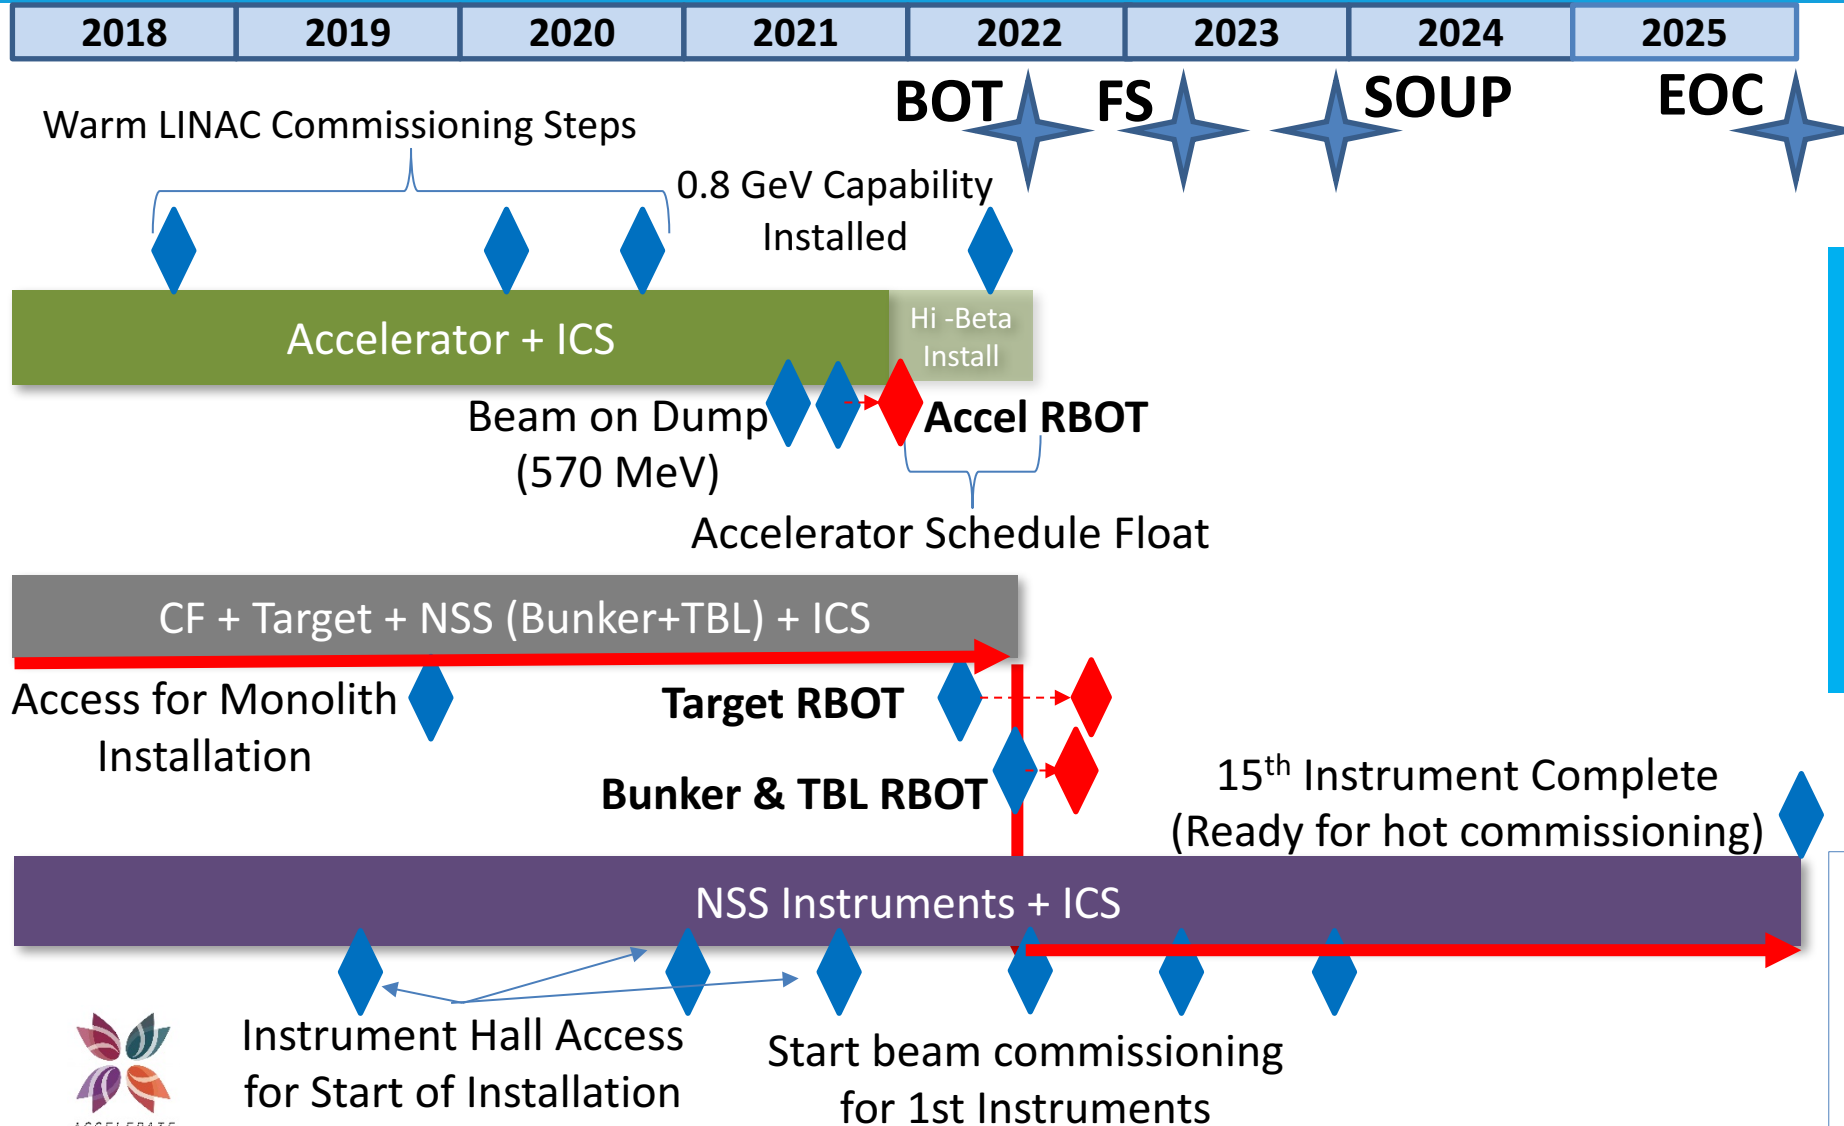 2018 2019 2020 2021 2022 2023 2024 2025
BOT FS SOUP EOC
Warm LINAC Commissioning Steps
0.8 GeV Capability
Installed
Accelerator + ICS
Hi -Beta
Install
Beam on Dump
(570 MeV)
Accel RBOT
Accelerator Schedule Float
CF + Target + NSS (Bunker+TBL) + ICS
Access for Monolith
Installation
Target RBOT
Bunker & TBL RBOT
15th Instrument Complete
(Ready for hot commissioning)
NSS Instruments + ICS
Instrument Hall Access
for Start of Installation
Start beam commissioning
for 1st Instruments